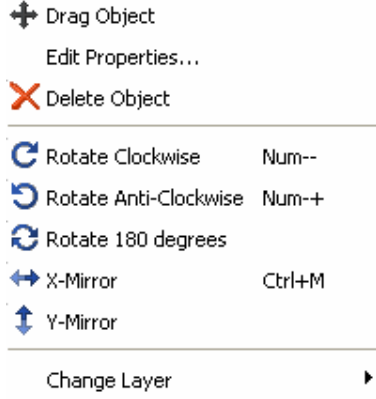 Drag Object
Edit Properties...
Delete Object
Rotate Clockwise Num--
Rotate Anti-Clockwise Num-+
Rotate 180 degrees
X-Mirror Ctrl+M
Y-Mirror
Change Layer